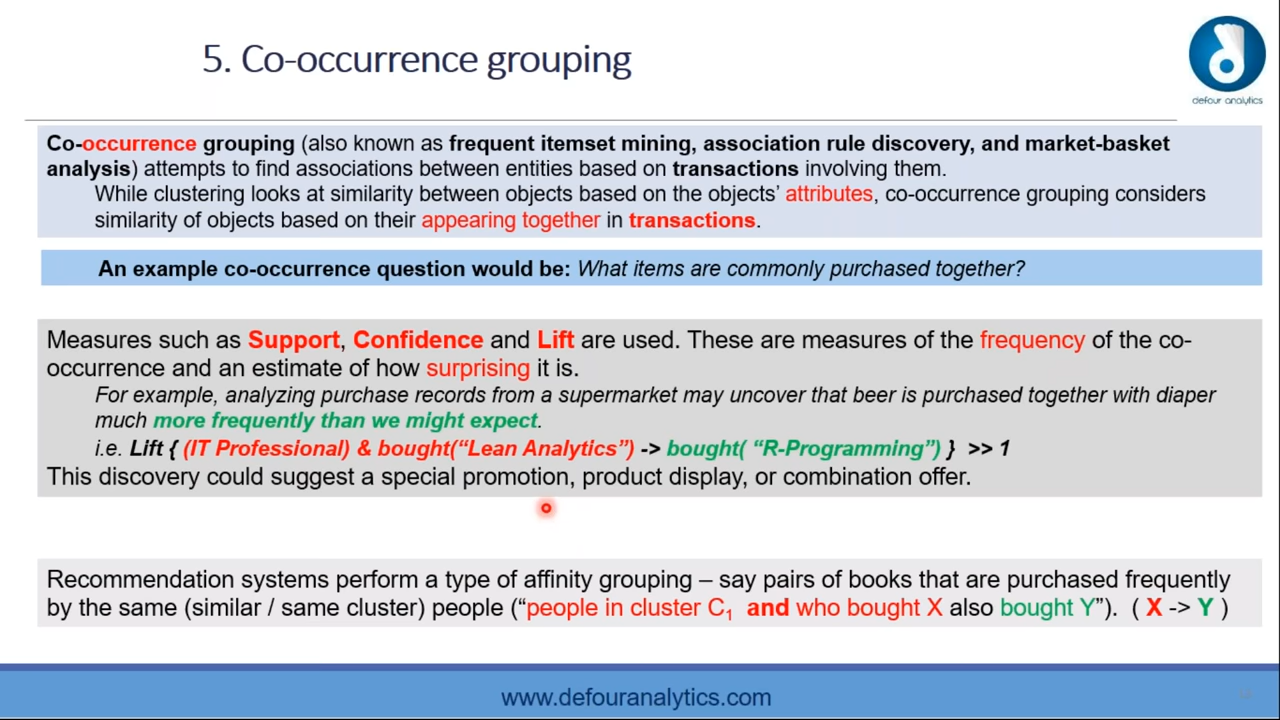 5. Co-occurrence grouping
defour analytics
Co-occurrence grouping (also known as frequent itemset mining, association rule discovery, and market-basket
analysis) attempts to find associations between entities based on transactions involving them.
While clustering looks at similarity between objects based on the objects’ attributes, co-occurrence grouping considers
similarity of objects based on their appearing together in transactions.
An example co-occurrence question would be: What items are commonly purchased together?
Measures such as Support, Confidence and Lift are used. These are measures of the frequency of the co-
occurrence and an estimate of how surprising it is.
For example, analyzing purchase records from a supermarket may uncover that beer is purchased together with diaper
much more frequently than we might expect.
i.e. Lift { (IT Professional) & bought(“Lean Analytics”) -> bought( “R-Programming”) } >> 1
This discovery could suggest a special promotion, product display, or combination offer.
Recommendation systems perform a type of affinity grouping – say pairs of books that are purchased frequently
by the same (similar / same cluster) people (“people in cluster C₁ and who bought X also bought Y”). ( X -> Y )
www.defouranalytics.com